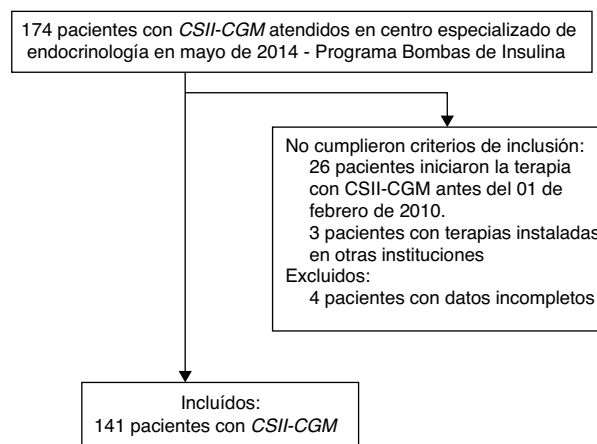 174 pacientes con CSII-CGM atendidos en centro especializado de
endocrinología en mayo de 2014 - Programa Bombas de Insulina
No cumplieron criterios de inclusión:
26 pacientes iniciaron la terapia
con CSII-CGM antes del 01 de
febrero de 2010.
3 pacientes con terapias instaladas
en otras instituciones
Excluidos:
4 pacientes con datos incompletos
Incluídos:
141 pacientes con CSII-CGM